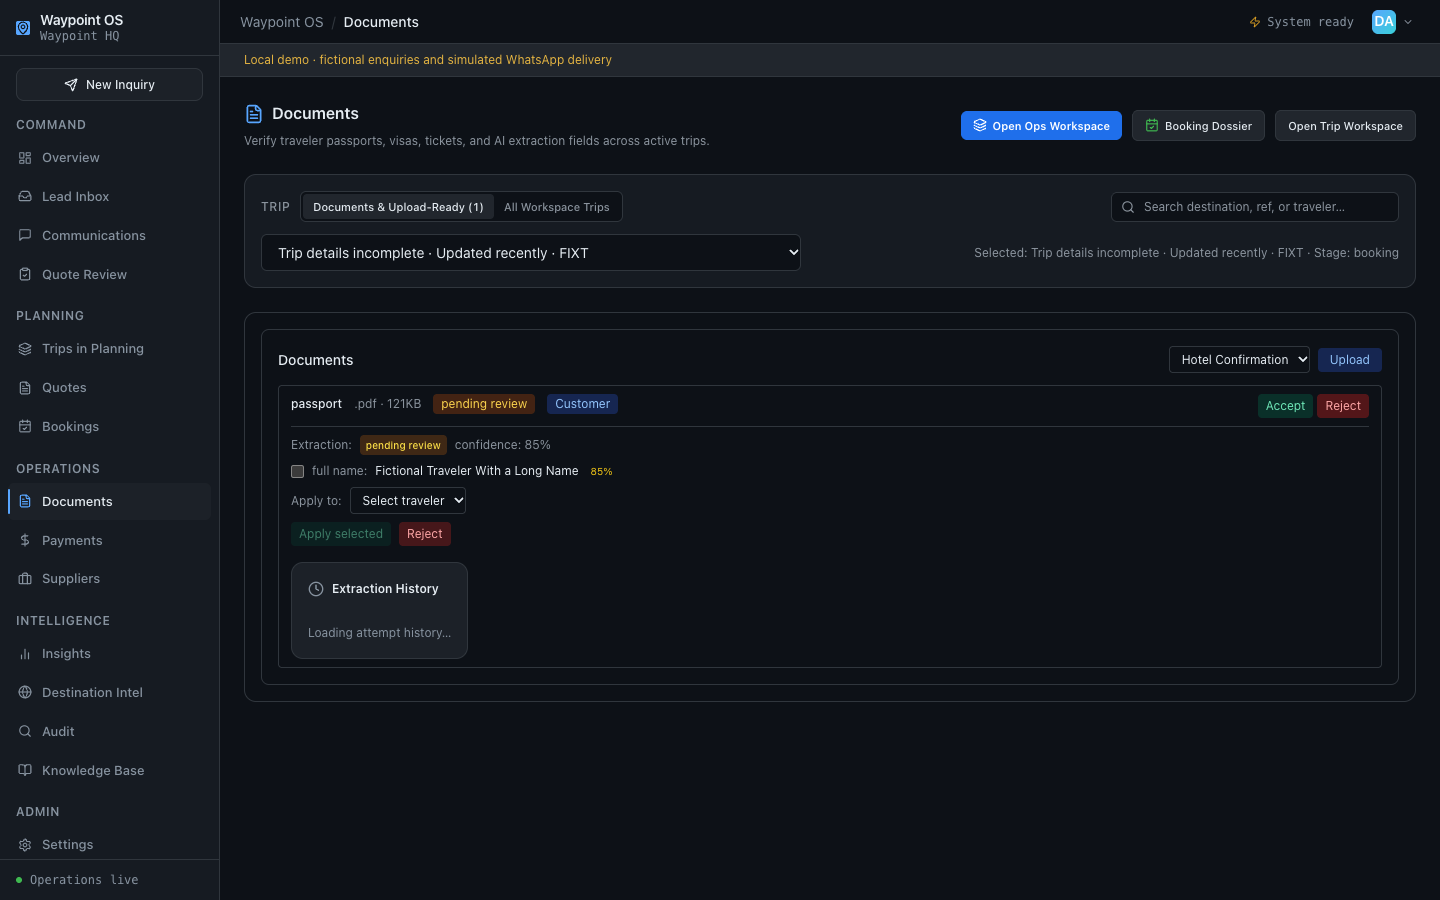 Waypoint OS
Waypoint HQ
New Inquiry
COMMAND
Overview
Lead Inbox
Communications
Quote Review
PLANNING
Trips in Planning
Quotes
Bookings
OPERATIONS
Documents
Payments
Suppliers
INTELLIGENCE
Insights
Destination Intel
Audit
Knowledge Base
ADMIN
Settings
Operations live
Waypoint OS / Documents
System ready
DA
Local demo · fictional enquiries and simulated WhatsApp delivery
Documents
Verify traveler passports, visas, tickets, and AI extraction fields across active trips.
Open Ops Workspace
Booking Dossier
Open Trip Workspace
TRIP
Documents & Upload-Ready (1)
All Workspace Trips
Search destination, ref, or traveler...
Trip details incomplete · Updated recently · FIXT
Selected: Trip details incomplete · Updated recently · FIXT · Stage: booking
Documents
Hotel Confirmation
Upload
passport .pdf · 121KB pending review Customer
Accept Reject
Extraction: pending review confidence: 85%
full name: Fictional Traveler With a Long Name 85%
Apply to: Select traveler
Apply selected Reject
Extraction History
Loading attempt history...